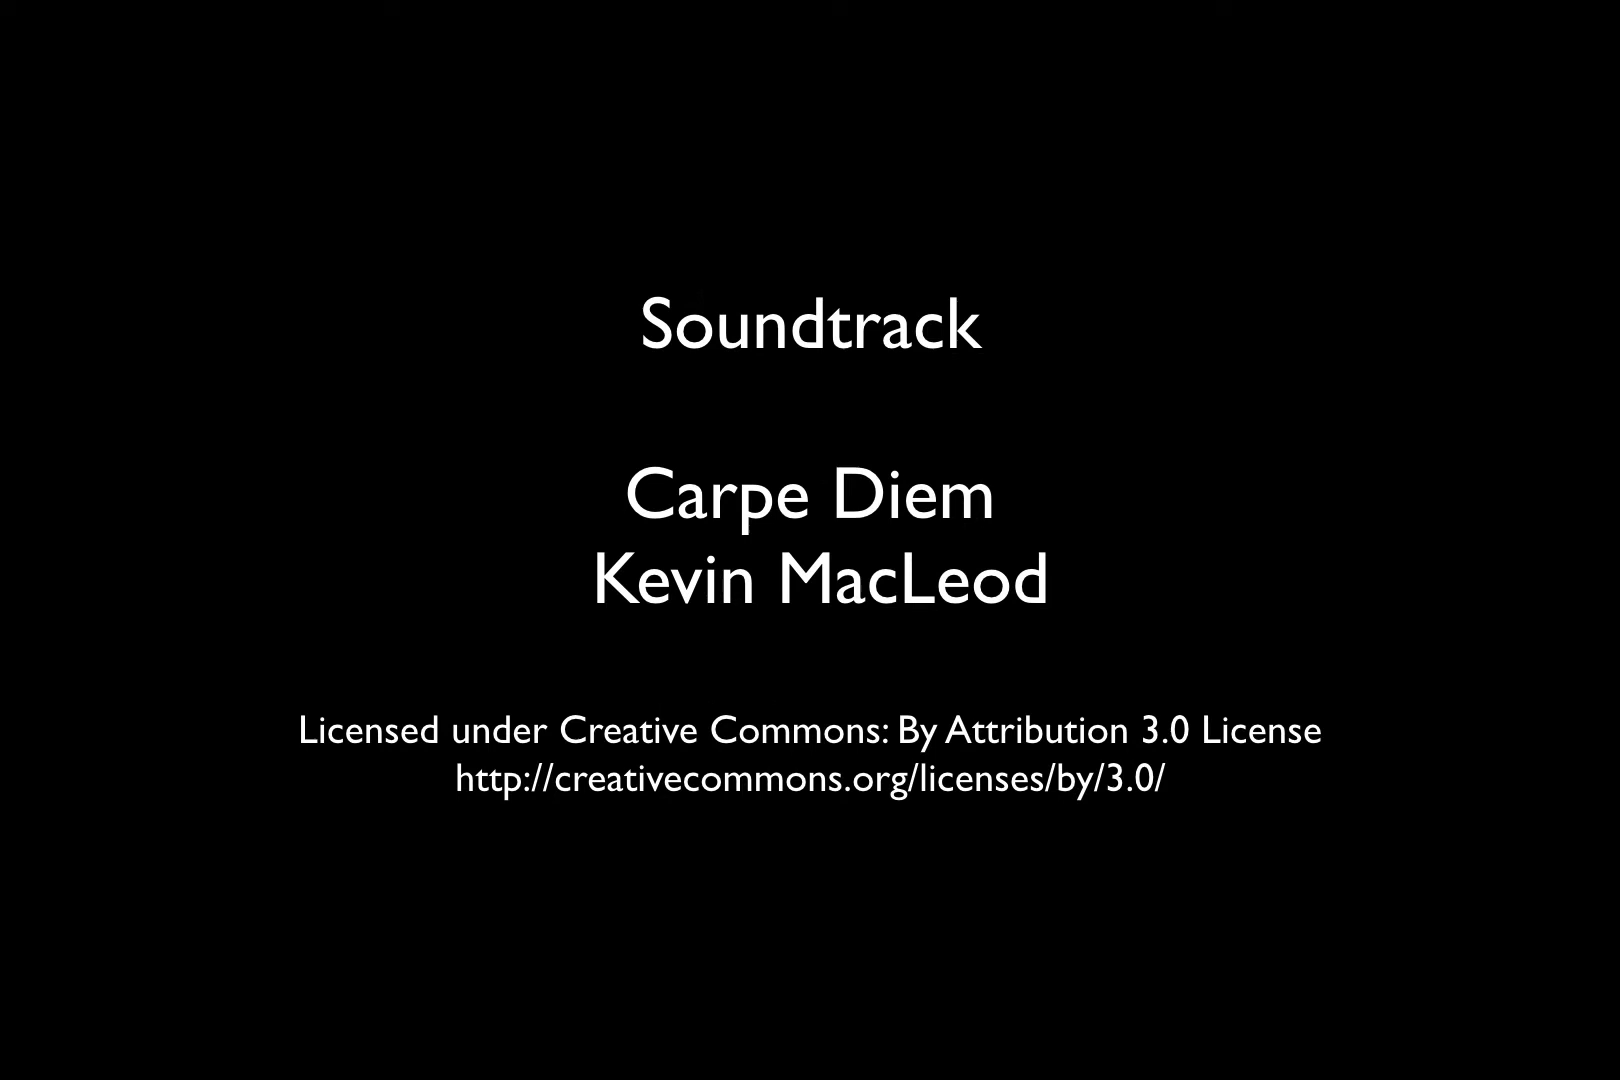 Soundtrack
Carpe Diem
Kevin MacLeod
Licensed under Creative Commons: By Attribution 3.0 License
http://creativecommons.org/licenses/by/3.0/